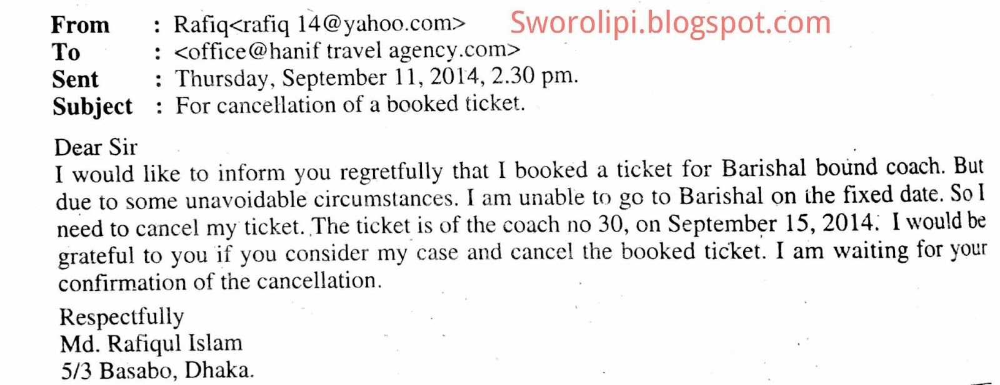 Sworolipi.blogspot.com
From : Rafiq<rafiq 14@yahoo.com>
To : <office@hanif travel agency.com>
Sent : Thursday, September 11, 2014, 2.30 pm.
Subject : For cancellation of a booked ticket.
Dear Sir
I would like to inform you regretfully that I booked a ticket for Barishal bound coach. But
due to some unavoidable circumstances. I am unable to go to Barishal on the fixed date. So I
need to cancel my ticket. The ticket is of the coach no 30, on September 15, 2014. I would be
grateful to you if you consider my case and cancel the booked ticket. I am waiting for your
confirmation of the cancellation.
Respectfully
Md. Rafiqul Islam
5/3 Basabo, Dhaka.